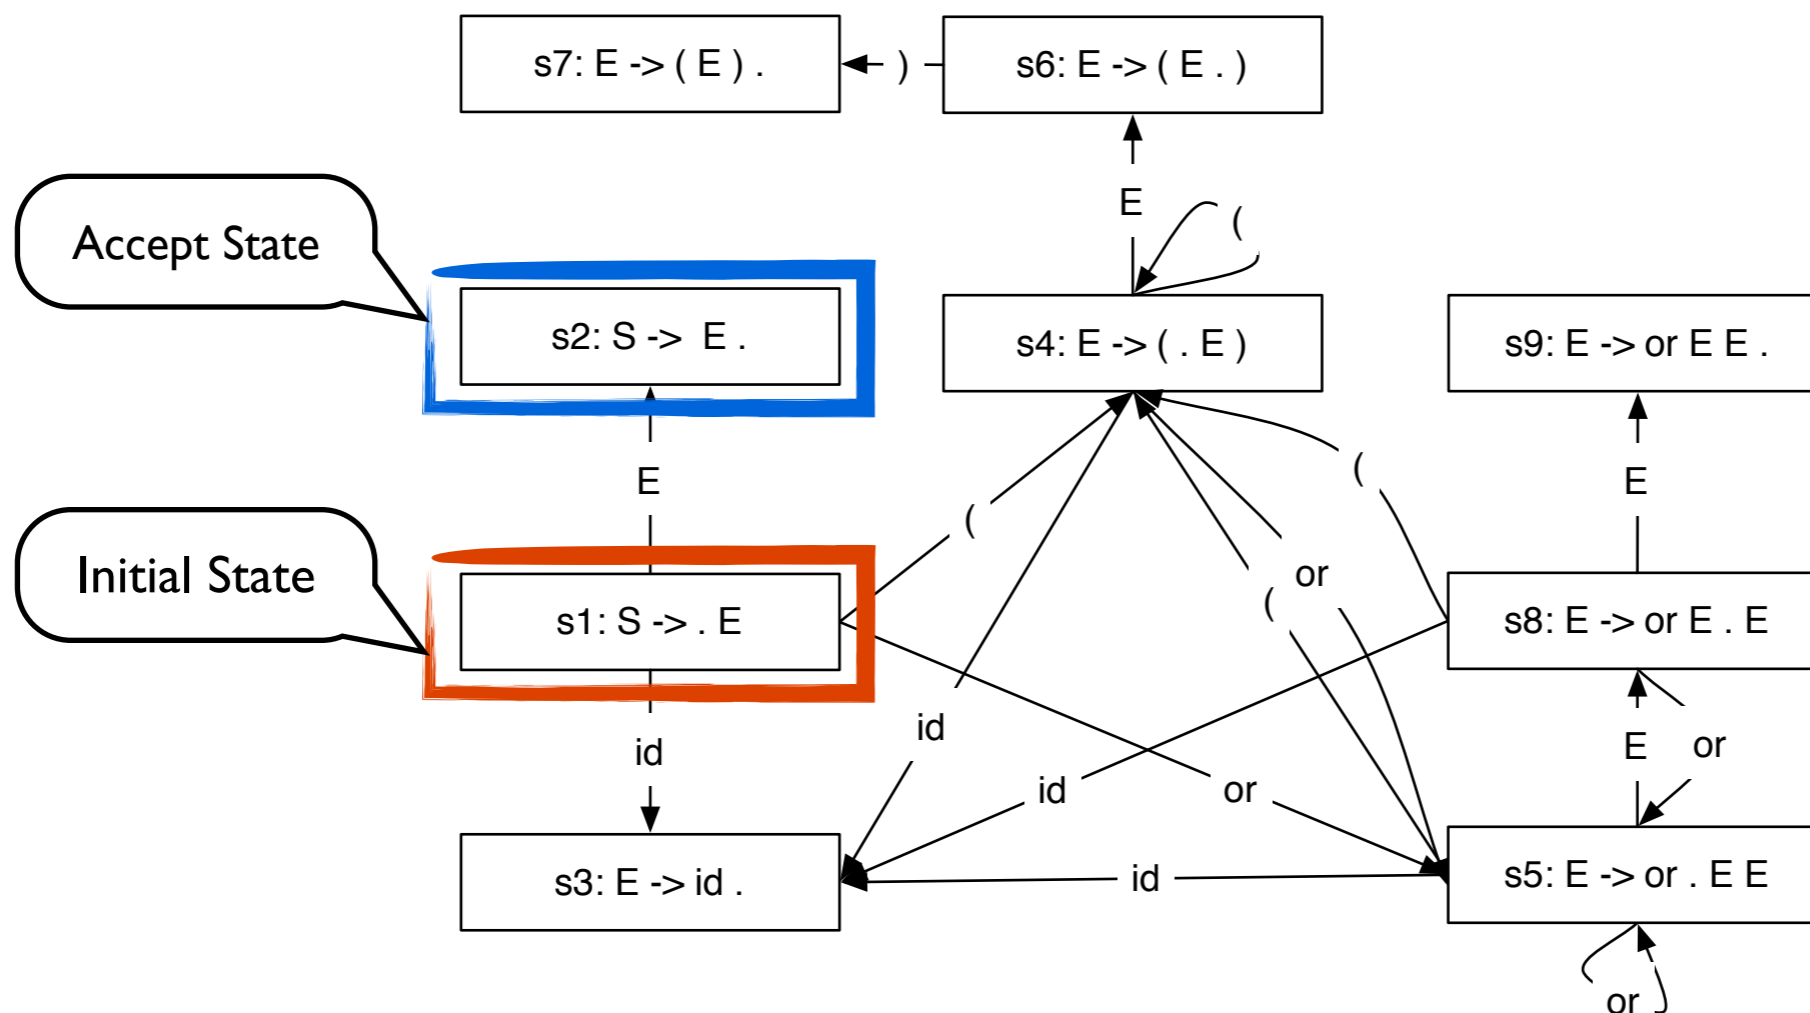 s7: E -> ( E ) .
)
s6: E -> ( E . )
E
(
Accept State
s2: S -> E .
s4: E -> ( . E )
s9: E -> or E E .
E
(
(
E
Initial State
s1: S -> . E
or
(
s8: E -> or E . E
id
id
id
or
E
or
s3: E -> id .
id
s5: E -> or . E E
or